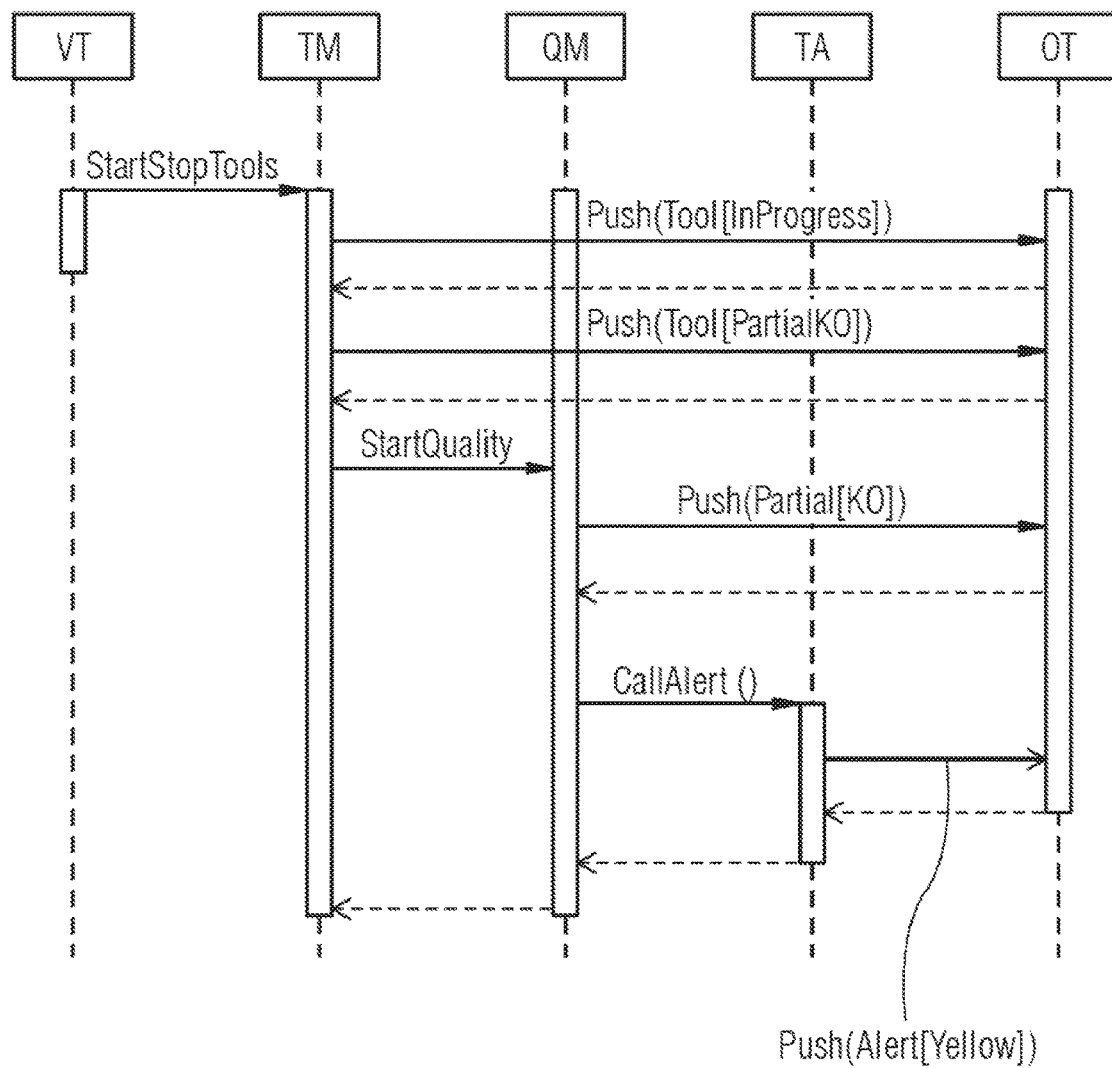 VT TM QM TA OT
StartStopTools
Push(Tool[InProgress])
Push(Tool[PartialKO])
StartQuality
Push(Partial[KO])
CallAlert ()
Push(Alert[Yellow])